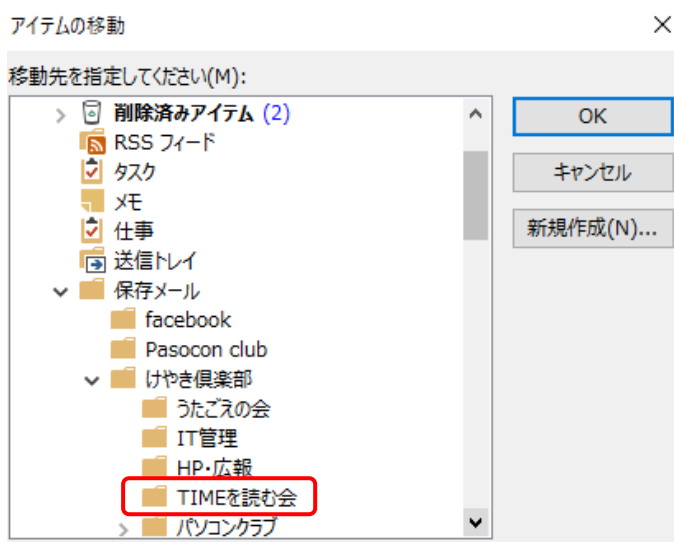 アイテムの移動
移動先を指定してください(M):
削除済みアイテム (2)
RSS フィード
タスク
メモ
仕事
送信トレイ
保存メール
facebook
Pasocon club
けやき倶楽部
うたごえの会
IT管理
HP・広報
TIMEを読む会
パソコンクラブ
OK
キャンセル
新規作成(N)...